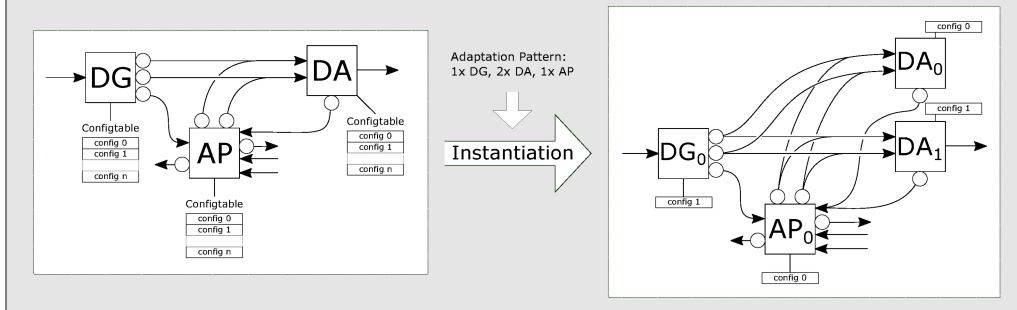 DG
DA
AP
Configtable
config 0
config 1
config n
Configtable
config 0
config 1
config n
Configtable
config 0
config 1
config n
Adaptation Pattern:
1x DG, 2x DA, 1x AP
Instantiation
config 0
DA0
config 1
DA1
DG0
config 1
AP0
config 0